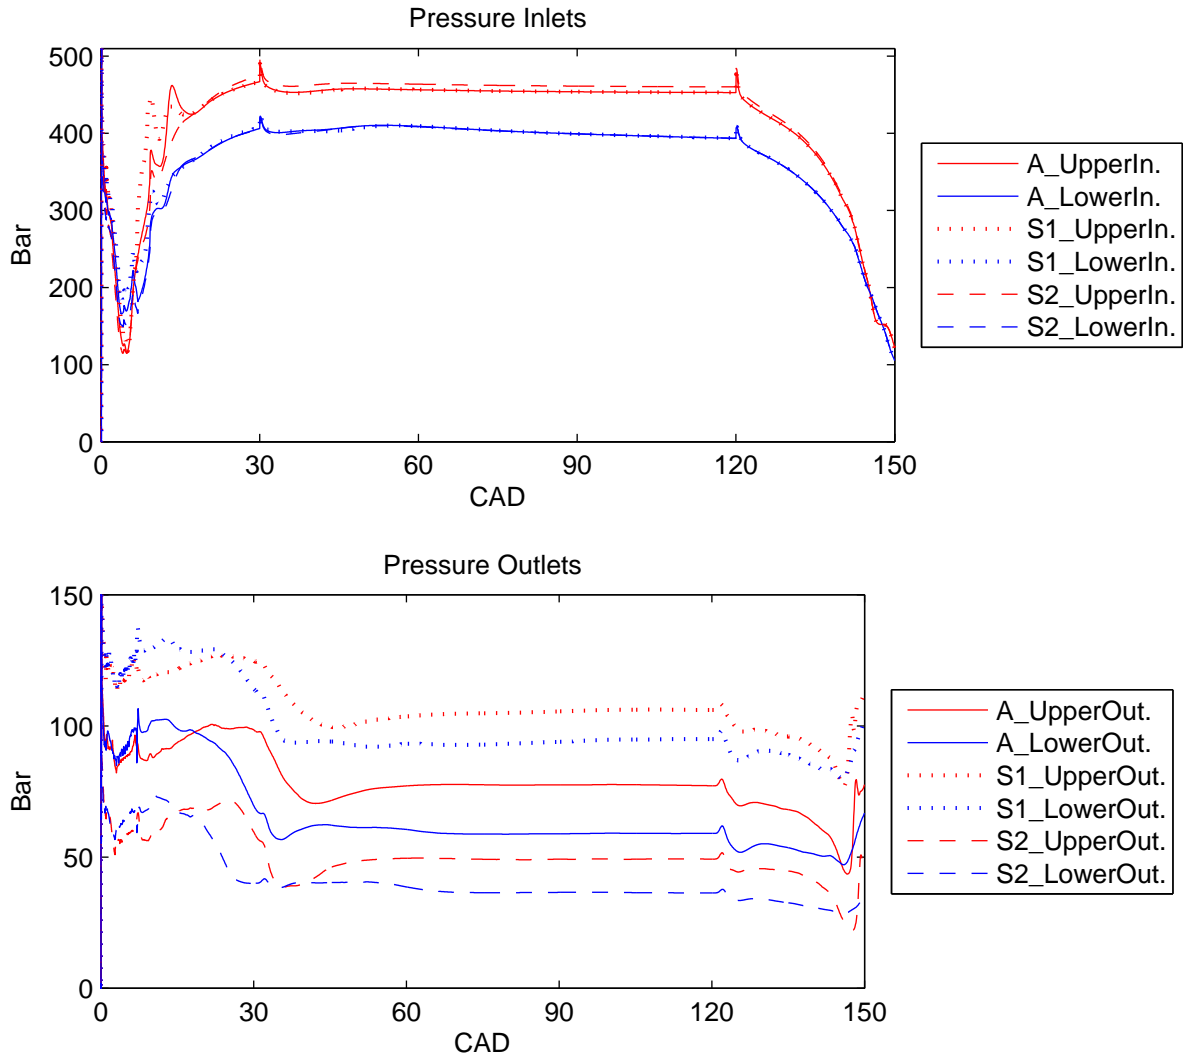 Pressure Inlets
500
400
300
200
100
0
Bar
0 30 60 90 120 150
CAD
A_UpperIn.
A_LowerIn.
S1_UpperIn.
S1_LowerIn.
S2_UpperIn.
S2_LowerIn.
Pressure Outlets
150
100
50
0
Bar
0 30 60 90 120 150
CAD
A_UpperOut.
A_LowerOut.
S1_UpperOut.
S1_LowerOut.
S2_UpperOut.
S2_LowerOut.